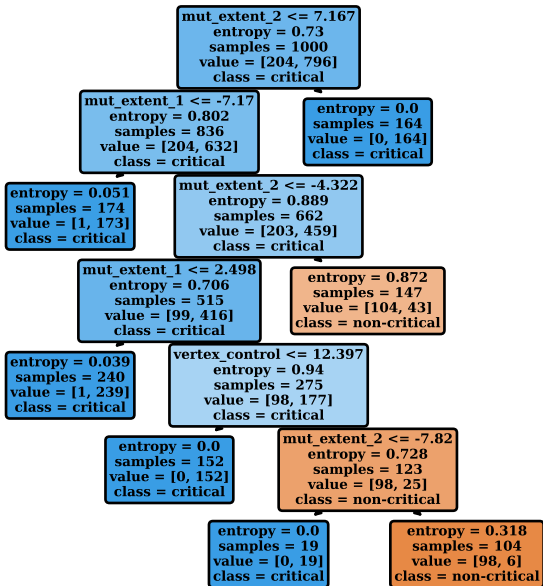 mut_extent_2 <= 7.167
entropy = 0.73
samples = 1000
value = [204, 796]
class = critical
mut_extent_1 <= -7.17
entropy = 0.802
samples = 836
value = [204, 632]
class = critical
entropy = 0.0
samples = 164
value = [0, 164]
class = critical
entropy = 0.051
samples = 174
value = [1, 173]
class = critical
mut_extent_2 <= -4.322
entropy = 0.889
samples = 662
value = [203, 459]
class = critical
mut_extent_1 <= 2.498
entropy = 0.706
samples = 515
value = [99, 416]
class = critical
entropy = 0.872
samples = 147
value = [104, 43]
class = non-critical
entropy = 0.039
samples = 240
value = [1, 239]
class = critical
vertex_control <= 12.397
entropy = 0.94
samples = 275
value = [98, 177]
class = critical
entropy = 0.0
samples = 152
value = [0, 152]
class = critical
mut_extent_2 <= -7.82
entropy = 0.728
samples = 123
value = [98, 25]
class = non-critical
entropy = 0.0
samples = 19
value = [0, 19]
class = critical
entropy = 0.318
samples = 104
value = [98, 6]
class = non-critical